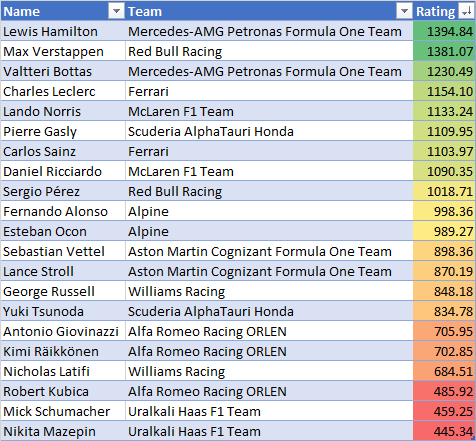 Name Team Rating
Lewis Hamilton Mercedes-AMG Petronas Formula One Team 1394.84
Max Verstappen Red Bull Racing 1381.07
Valtteri Bottas Mercedes-AMG Petronas Formula One Team 1230.49
Charles Leclerc Ferrari 1154.10
Lando Norris McLaren F1 Team 1133.24
Pierre Gasly Scuderia AlphaTauri Honda 1109.95
Carlos Sainz Ferrari 1103.97
Daniel Ricciardo McLaren F1 Team 1090.35
Sergio Pérez Red Bull Racing 1018.71
Fernando Alonso Alpine 998.36
Esteban Ocon Alpine 989.27
Sebastian Vettel Aston Martin Cognizant Formula One Team 898.36
Lance Stroll Aston Martin Cognizant Formula One Team 870.19
George Russell Williams Racing 848.18
Yuki Tsunoda Scuderia AlphaTauri Honda 834.78
Antonio Giovinazzi Alfa Romeo Racing ORLEN 705.95
Kimi Räikkönen Alfa Romeo Racing ORLEN 702.85
Nicholas Latifi Williams Racing 684.51
Robert Kubica Alfa Romeo Racing ORLEN 485.92
Mick Schumacher Uralkali Haas F1 Team 459.25
Nikita Mazepin Uralkali Haas F1 Team 445.34